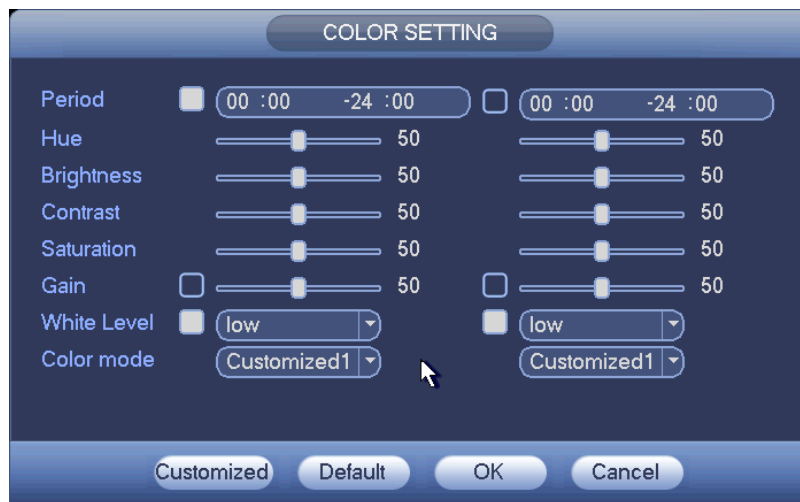 COLOR SETTING
Period 00 :00 -24 :00 00 :00 -24 :00
Hue 50 50
Brightness 50 50
Contrast 50 50
Saturation 50 50
Gain 50 50
White Level low low
Color mode Customized1 Customized1
Customized Default OK Cancel